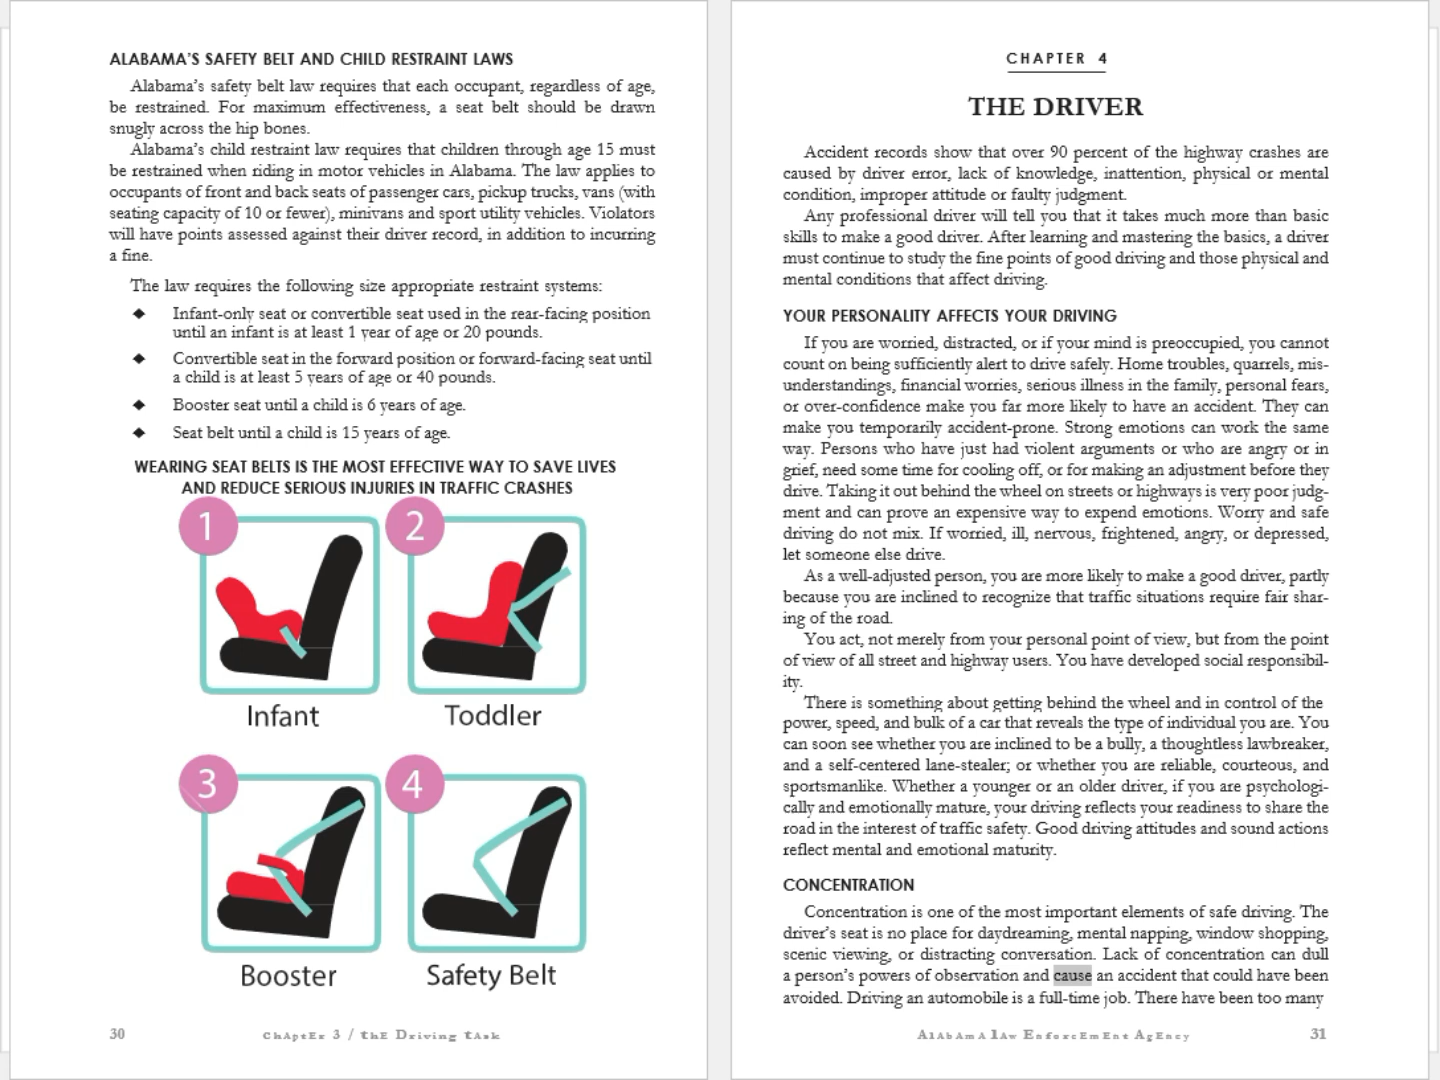 ALABAMA'S SAFETY BELT AND CHILD RESTRAINT LAWS
Alabama's safety belt law requires that each occupant, regardless of age,
be restrained. For maximum effectiveness, a seat belt should be drawn
snugly across the hip bones.
Alabama's child restraint law requires that children through age 15 must
be restrained when riding in motor vehicles in Alabama. The law applies to
occupants of front and back seats of passenger cars, pickup trucks, vans (with
seating capacity of 10 or fewer), minivans and sport utility vehicles. Violators
will have points assessed against their driver record, in addition to incurring
a fine.
The law requires the following size appropriate restraint systems:
◆ Infant-only seat or convertible seat used in the rear-facing position
until an infant is at least 1 year of age or 20 pounds.
◆ Convertible seat in the forward position or forward-facing seat until
a child is at least 5 years of age or 40 pounds.
◆ Booster seat until a child is 6 years of age.
◆ Seat belt until a child is 15 years of age.
WEARING SEAT BELTS IS THE MOST EFFECTIVE WAY TO SAVE LIVES
AND REDUCE SERIOUS INJURIES IN TRAFFIC CRASHES
1
2
Infant
Toddler
3
4
Booster
Safety Belt
30
ChAptEr 3 / thE Driving tAsk
CHAPTER 4
THE DRIVER
Accident records show that over 90 percent of the highway crashes are
caused by driver error, lack of knowledge, inattention, physical or mental
condition, improper attitude or faulty judgment.
Any professional driver will tell you that it takes much more than basic
skills to make a good driver. After learning and mastering the basics, a driver
must continue to study the fine points of good driving and those physical and
mental conditions that affect driving.
YOUR PERSONALITY AFFECTS YOUR DRIVING
If you are worried, distracted, or if your mind is preoccupied, you cannot
count on being sufficiently alert to drive safely. Home troubles, quarrels, mis-
understandings, financial worries, serious illness in the family, personal fears,
or over-confidence make you far more likely to have an accident. They can
make you temporarily accident-prone. Strong emotions can work the same
way. Persons who have just had violent arguments or who are angry or in
grief, need some time for cooling off, or for making an adjustment before they
drive. Taking it out behind the wheel on streets or highways is very poor judg-
ment and can prove an expensive way to expend emotions. Worry and safe
driving do not mix. If worried, ill, nervous, frightened, angry, or depressed,
let someone else drive.
As a well-adjusted person, you are more likely to make a good driver, partly
because you are inclined to recognize that traffic situations require fair shar-
ing of the road.
You act, not merely from your personal point of view, but from the point
of view of all street and highway users. You have developed social responsibil-
ity.
There is something about getting behind the wheel and in control of the
power, speed, and bulk of a car that reveals the type of individual you are. You
can soon see whether you are inclined to be a bully, a thoughtless lawbreaker,
and a self-centered lane-stealer; or whether you are reliable, courteous, and
sportsmanlike. Whether a younger or an older driver, if you are psychologi-
cally and emotionally mature, your driving reflects your readiness to share the
road in the interest of traffic safety. Good driving attitudes and sound actions
reflect mental and emotional maturity.
CONCENTRATION
Concentration is one of the most important elements of safe driving. The
driver's seat is no place for daydreaming, mental napping, window shopping,
scenic viewing, or distracting conversation. Lack of concentration can dull
a person's powers of observation and cause an accident that could have been
avoided. Driving an automobile is a full-time job. There have been too many
AlAbAmA lAw EnforcEmEnt AgEncy
31